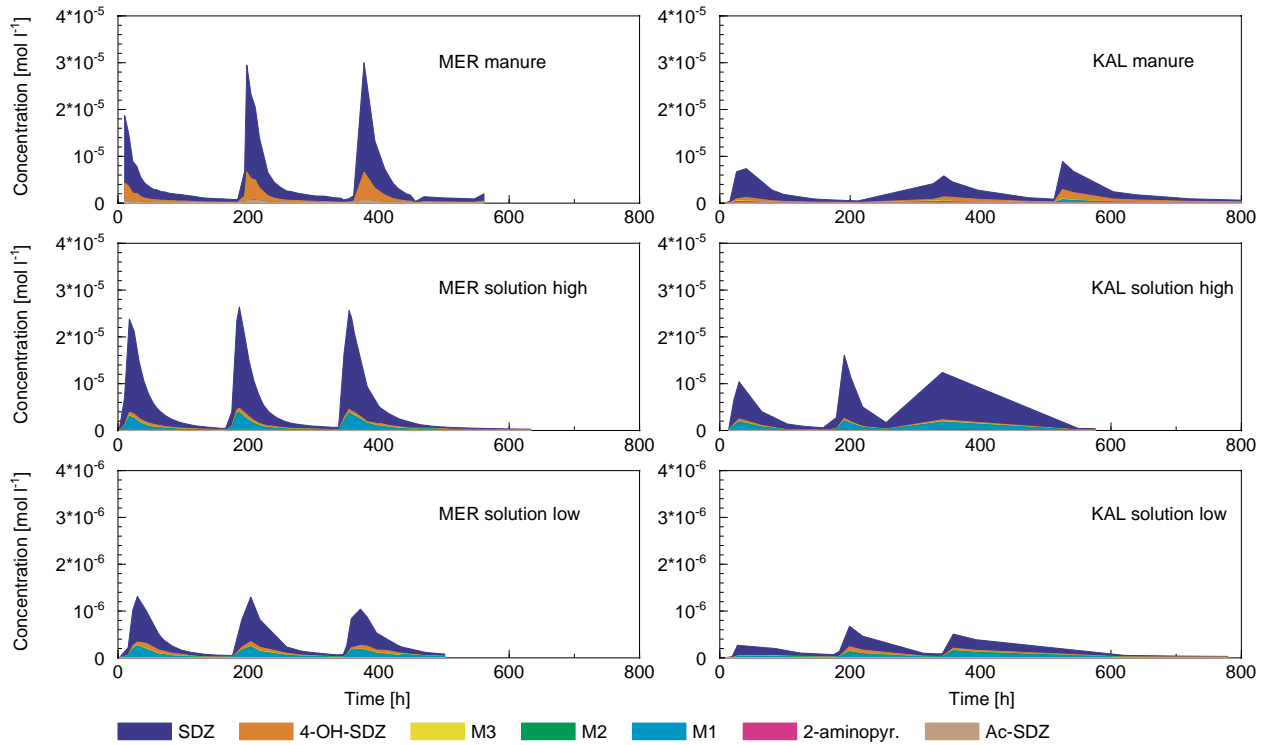 Concentration [mol l-1]
4*10-5
3*10-5
2*10-5
10-5
0
0 200 400 600 800
MER manure
4*10-5
3*10-5
2*10-5
10-5
0
0 200 400 600 800
KAL manure
Concentration [mol l-1]
4*10-5
3*10-5
2*10-5
10-5
0
0 200 400 600 800
MER solution high
4*10-5
3*10-5
2*10-5
10-5
0
0 200 400 600 800
KAL solution high
Concentration [mol l-1]
4*10-6
3*10-6
2*10-6
10-6
0
0 200 400 600 800
MER solution low
Time [h]
4*10-6
3*10-6
2*10-6
10-6
0
0 200 400 600 800
KAL solution low
Time [h]
SDZ 4-OH-SDZ M3 M2 M1 2-aminopyr. Ac-SDZ